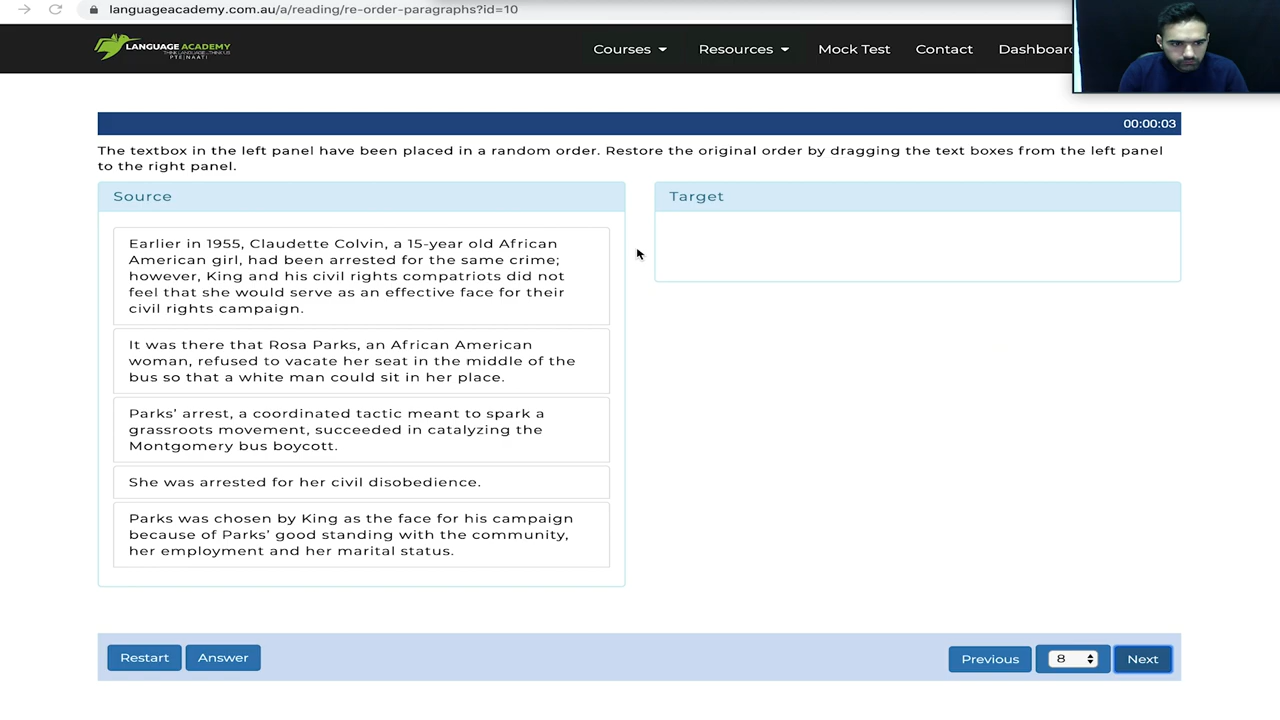 languageacademy.com.au/a/reading/re-order-paragraphs?id=10
LANGUAGE ACADEMY
THINK LANGUAGE - THINK US
PTE|NAATI
Courses
Resources
Mock Test
Contact
Dashboard
00:00:03
The textbox in the left panel have been placed in a random order. Restore the original order by dragging the text boxes from the left panel
to the right panel.
Source
Target
Earlier in 1955, Claudette Colvin, a 15-year old African
American girl, had been arrested for the same crime;
however, King and his civil rights compatriots did not
feel that she would serve as an effective face for their
civil rights campaign.
It was there that Rosa Parks, an African American
woman, refused to vacate her seat in the middle of the
bus so that a white man could sit in her place.
Parks’ arrest, a coordinated tactic meant to spark a
grassroots movement, succeeded in catalyzing the
Montgomery bus boycott.
She was arrested for her civil disobedience.
Parks was chosen by King as the face for his campaign
because of Parks’ good standing with the community,
her employment and her marital status.
Restart
Answer
Previous
8
Next